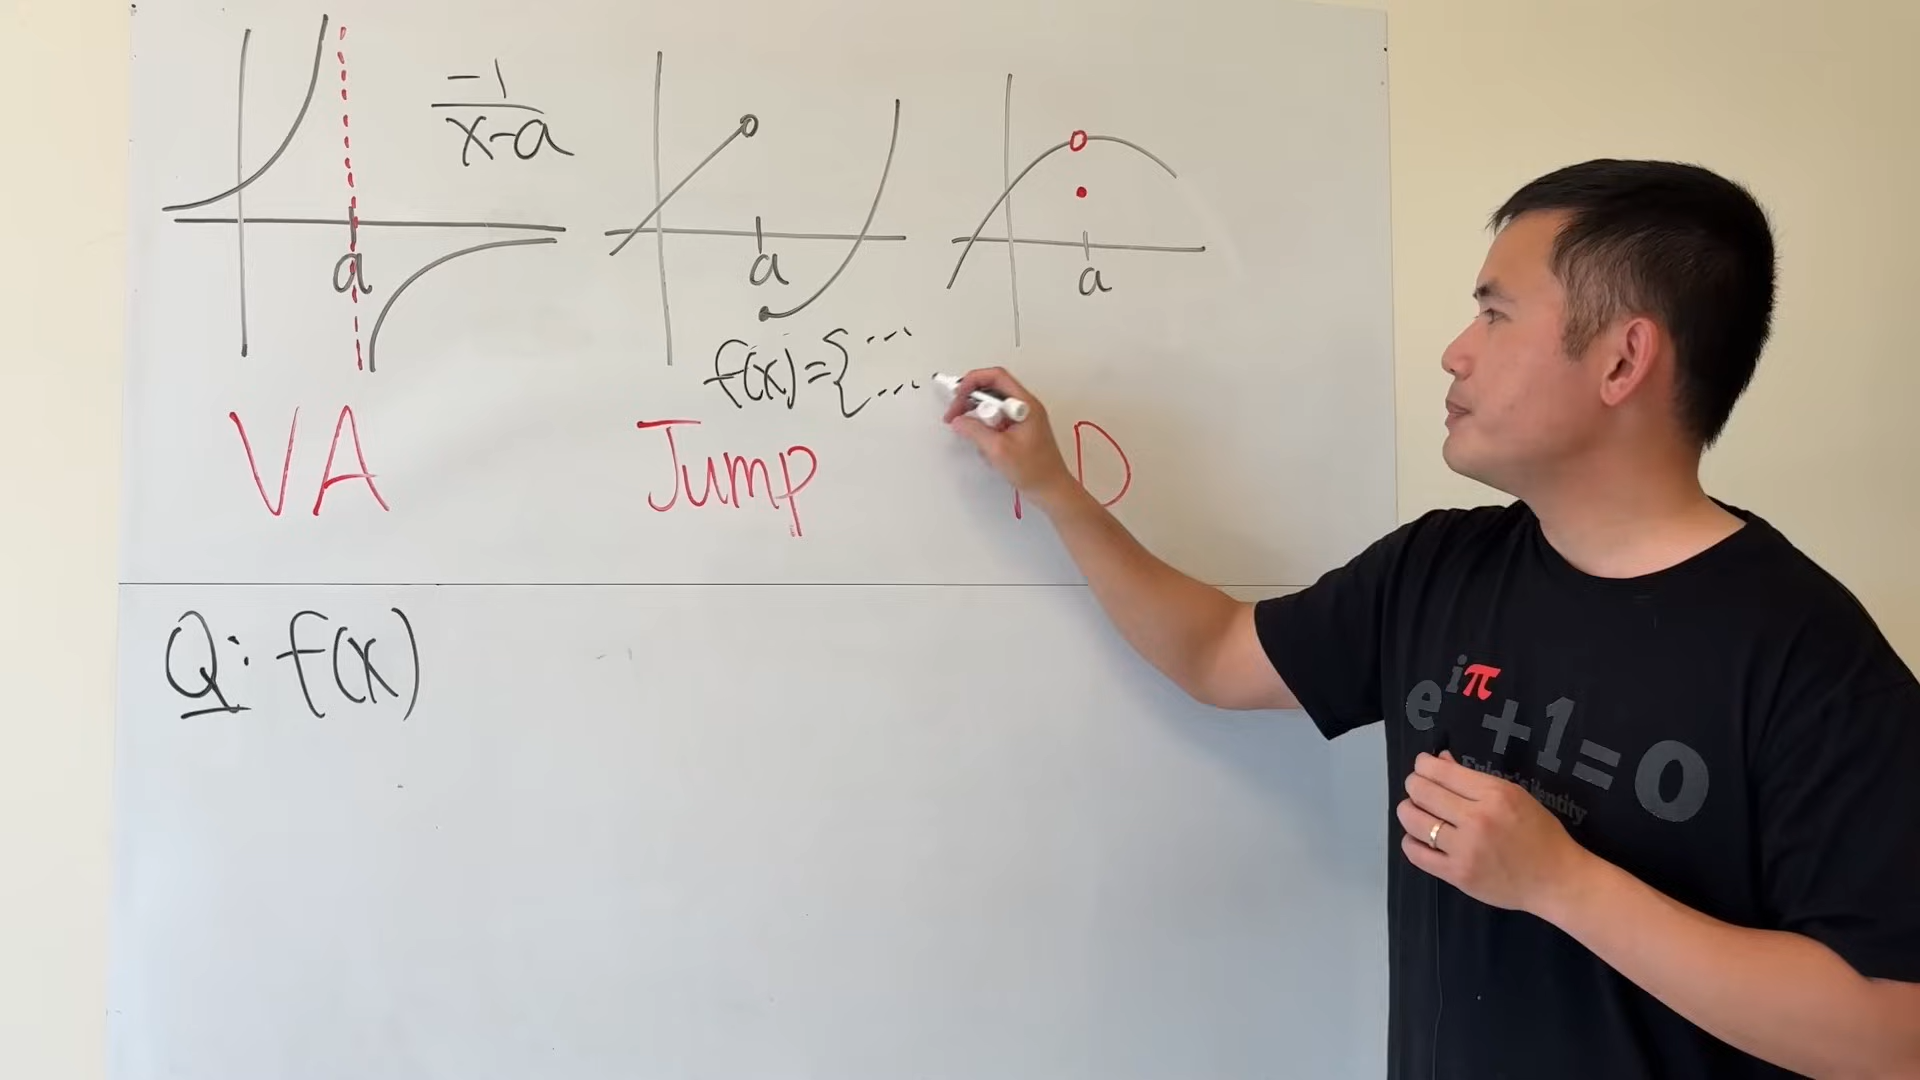 -1
x-a
a
a
a
f(x)={ ...
...
VA
Jump
D
Q: f(x)
e^iπ+1=0